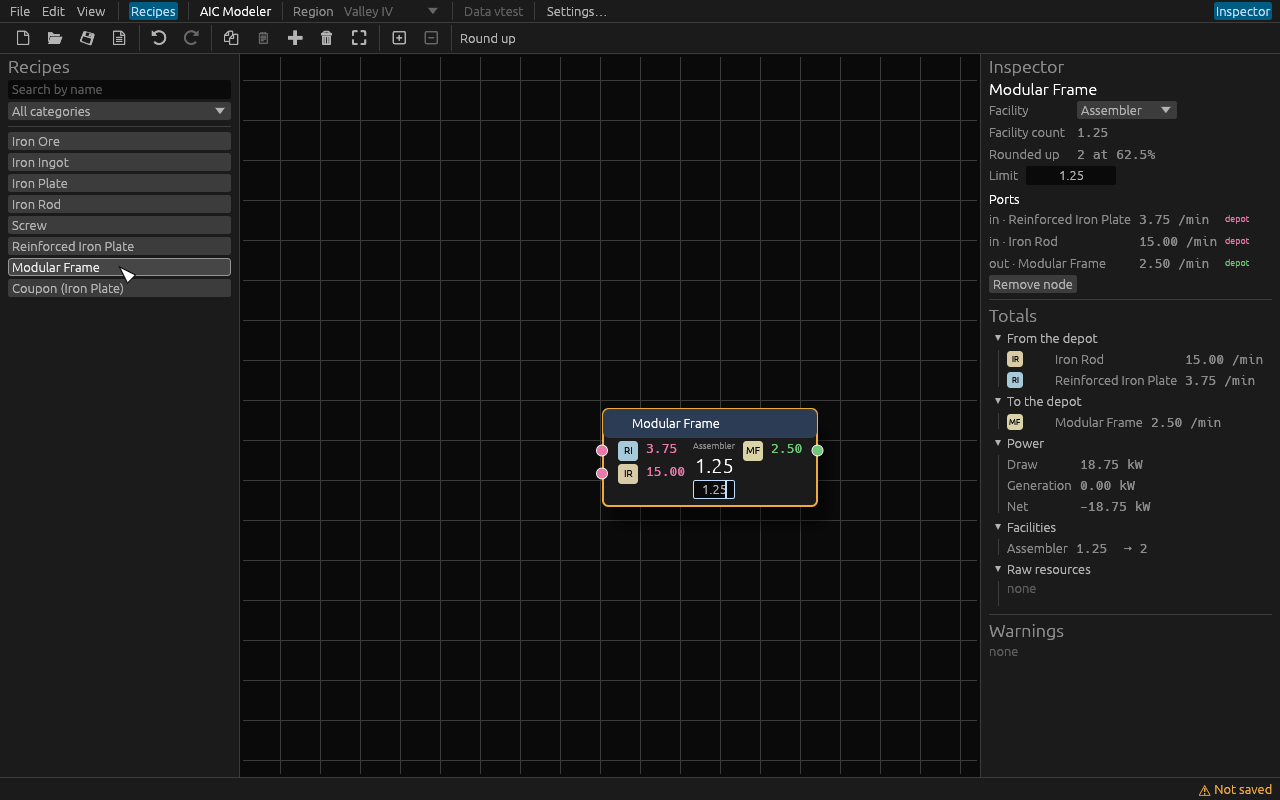 File Edit View Recipes AIC Modeler Region Valley IV Data vtest Settings… Inspector
Round up
Recipes
Search by name
All categories
Iron Ore
Iron Ingot
Iron Plate
Iron Rod
Screw
Reinforced Iron Plate
Modular Frame
Coupon (Iron Plate)
Modular Frame
RI 3.75 Assembler MF 2.50
IR 15.00 1.25
1.25
Inspector
Modular Frame
Facility Assembler
Facility count 1.25
Rounded up 2 at 62.5%
Limit 1.25
Ports
in · Reinforced Iron Plate 3.75 /min depot
in · Iron Rod 15.00 /min depot
out · Modular Frame 2.50 /min depot
Remove node
Totals
From the depot
IR Iron Rod 15.00 /min
RI Reinforced Iron Plate 3.75 /min
To the depot
MF Modular Frame 2.50 /min
Power
Draw 18.75 kW
Generation 0.00 kW
Net −18.75 kW
Facilities
Assembler 1.25 → 2
Raw resources
none
Warnings
none
⚠ Not saved